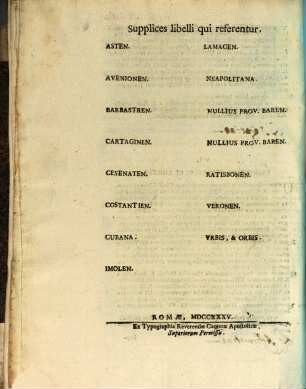 Supplices libelli qui referentur.
ASTEN.
AVENIONEN.
BARBASTREN.
CARTAGINEN.
CESENATEN.
COSTANTIEN.
CUBANA.
IMOLEN.
LAMACEN.
NEAPOLITANA.
NULLIUS PROV. BAREN.
NULLIUS PROV. BAREN.
RATISBONEN.
VERONEN.
VRBIS, & ORBIS.
ROMÆ, MDCCXXXV.
Ex Typographia Reverendæ Cameræ Apostolicæ.
Superiorum Permissu.